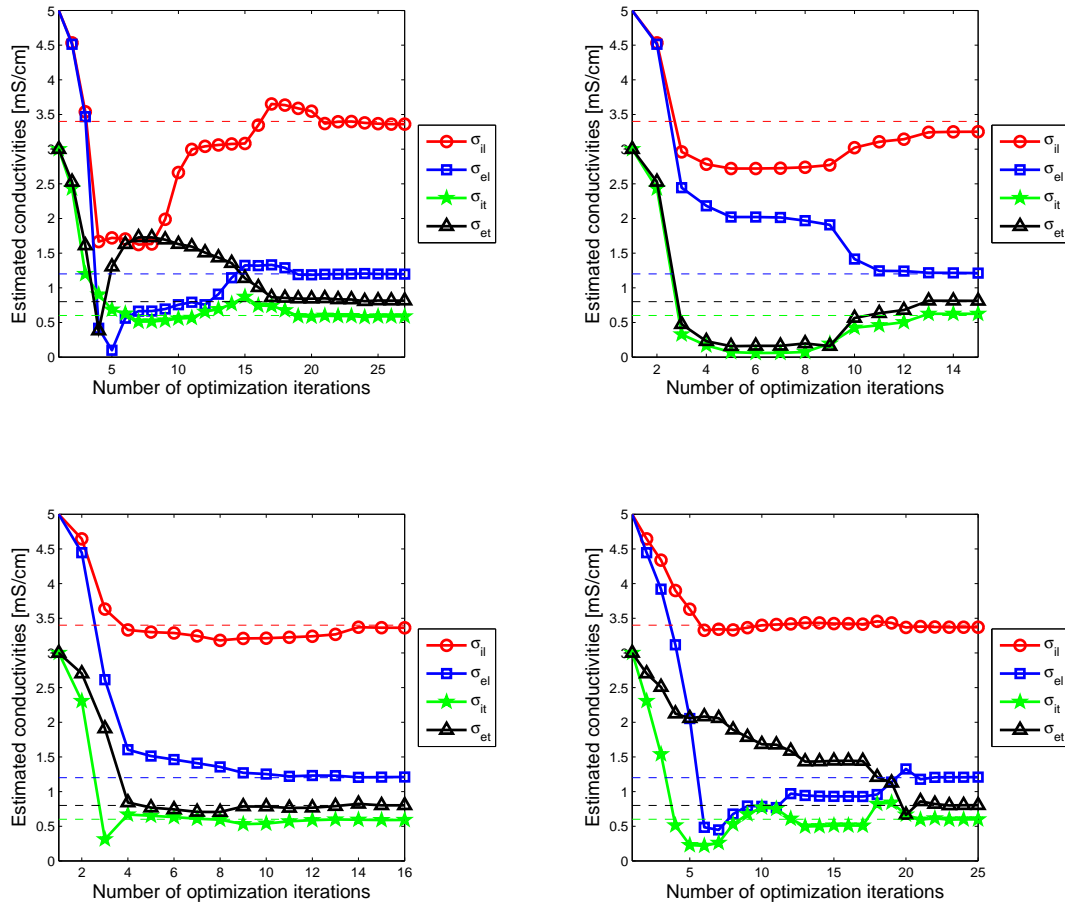 Estimated conductivities [mS/cm]
5
4.5
4
3.5
3
2.5
2
1.5
1
0.5
0
5 10 15 20 25
Number of optimization iterations
σil
σel
σit
σet
Estimated conductivities [mS/cm]
5
4.5
4
3.5
3
2.5
2
1.5
1
0.5
0
2 4 6 8 10 12 14
Number of optimization iterations
σil
σel
σit
σet
Estimated conductivities [mS/cm]
5
4.5
4
3.5
3
2.5
2
1.5
1
0.5
0
2 4 6 8 10 12 14 16
Number of optimization iterations
σil
σel
σit
σet
Estimated conductivities [mS/cm]
5
4.5
4
3.5
3
2.5
2
1.5
1
0.5
0
5 10 15 20 25
Number of optimization iterations
σil
σel
σit
σet